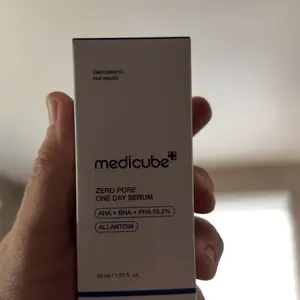 Dedicated to
real results
medicube
ZERO PORE
ONE DAY SERUM
AHA + BHA + PHA 15.2%
ALLANTOIN
30 ml / 1.01 fl. oz.